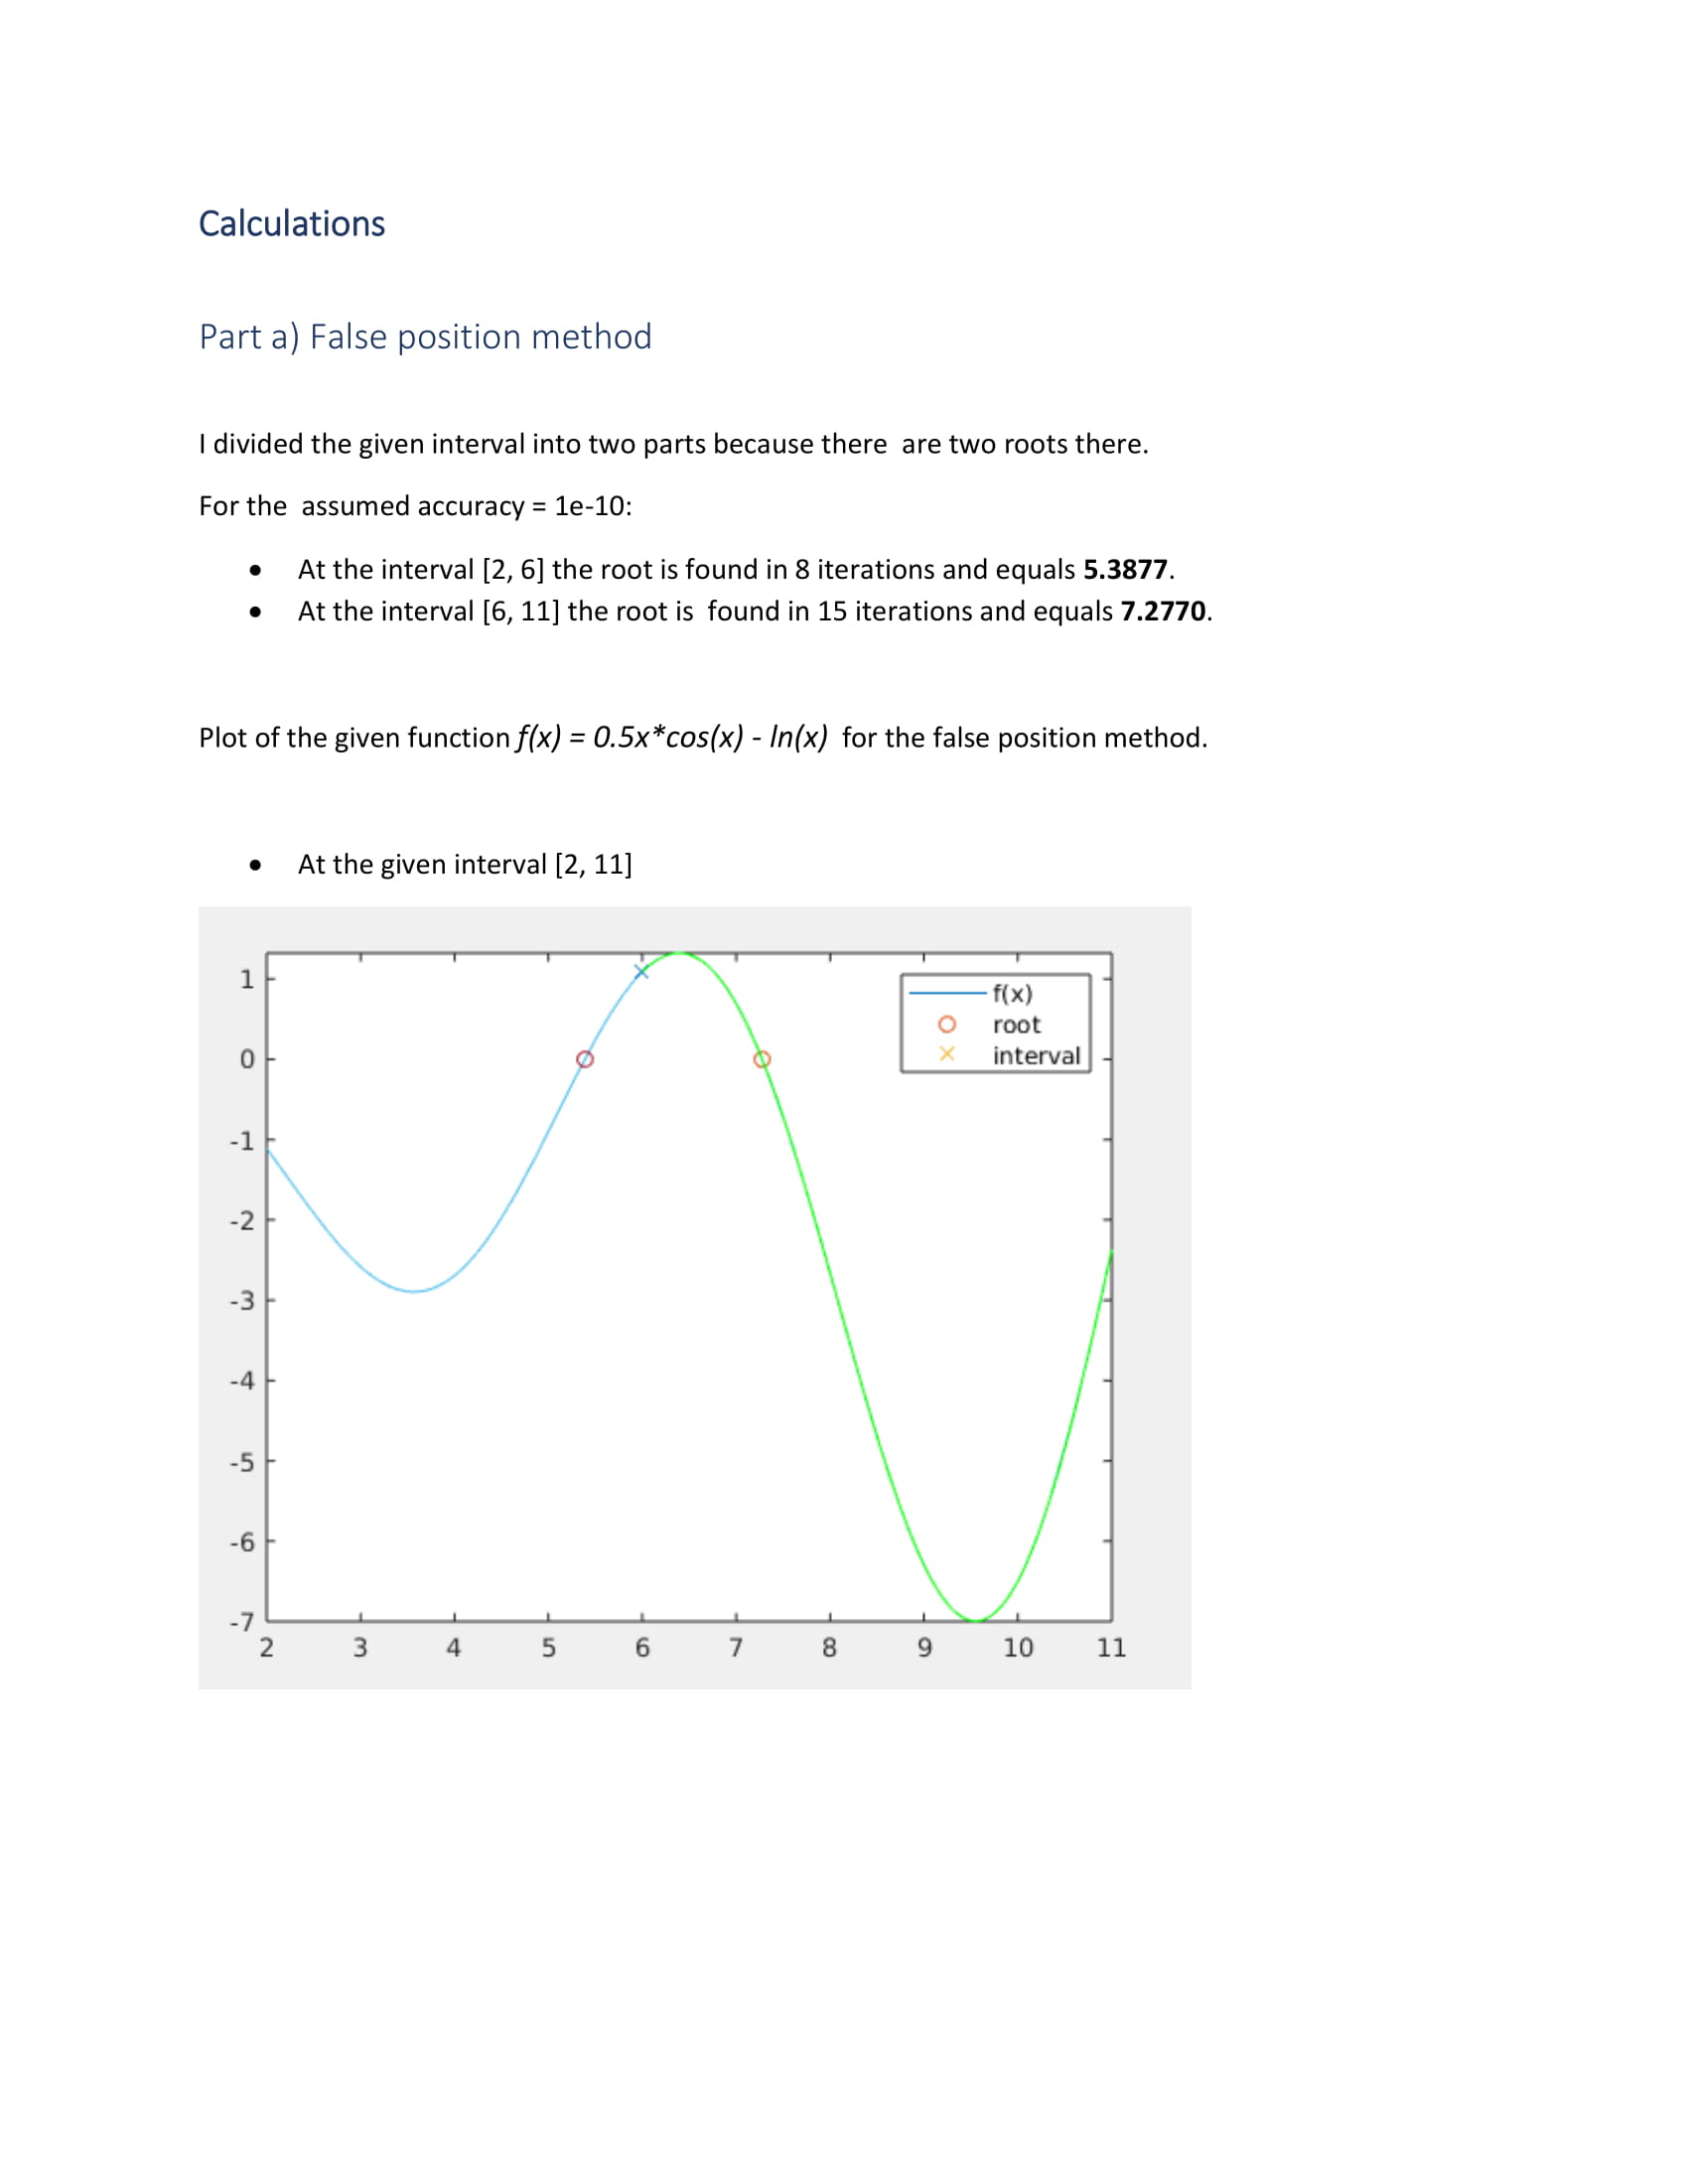 Calculations
Part a) False position method
I divided the given interval into two parts because there  are two roots there.
For the  assumed accuracy = 1e-10:
• At the interval [2, 6] the root is found in 8 iterations and equals 5.3877.
• At the interval [6, 11] the root is  found in 15 iterations and equals 7.2770.
Plot of the given function f(x) = 0.5x*cos(x) - ln(x)  for the false position method.
• At the given interval [2, 11]
1
0
-1
-2
-3
-4
-5
-6
-7
2 3 4 5 6 7 8 9 10 11
f(x)
root
interval